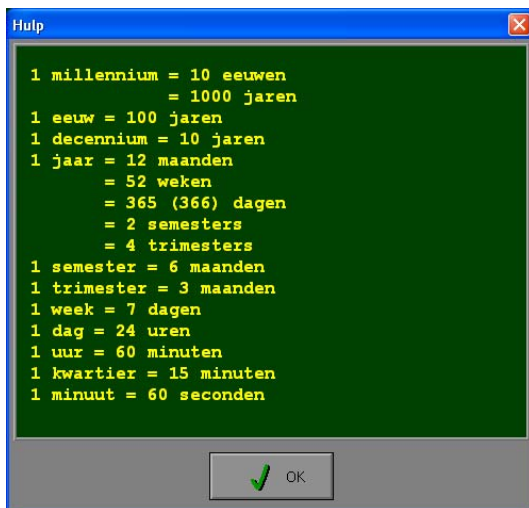 Hulp
1 millennium = 10 eeuwen
= 1000 jaren
1 eeuw = 100 jaren
1 decennium = 10 jaren
1 jaar = 12 maanden
= 52 weken
= 365 (366) dagen
= 2 semesters
= 4 trimesters
1 semester = 6 maanden
1 trimester = 3 maanden
1 week = 7 dagen
1 dag = 24 uren
1 uur = 60 minuten
1 kwartier = 15 minuten
1 minuut = 60 seconden
OK